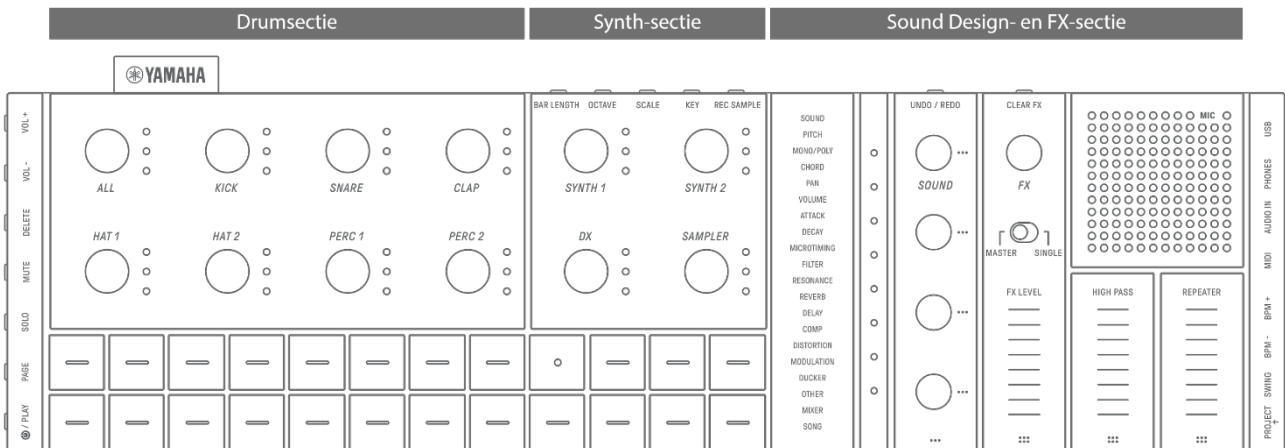 Drumsectie
Synth-sectie
Sound Design- en FX-sectie
YAMAHA
VOL +
VOL -
DELETE
MUTE
SOLO
PAGE
/ PLAY
ALL
KICK
SNARE
CLAP
HAT 1
HAT 2
PERC 1
PERC 2
BAR LENGTH
OCTAVE
SCALE
KEY
REC SAMPLE
SYNTH 1
SYNTH 2
DX
SAMPLER
SOUND
PITCH
MONO/POLY
CHORD
PAN
VOLUME
ATTACK
DECAY
MICROTIMING
FILTER
RESONANCE
REVERB
DELAY
COMP
DISTORTION
MODULATION
DUCKER
OTHER
MIXER
SONG
UNDO / REDO
SOUND
CLEAR FX
FX
MASTER
SINGLE
FX LEVEL
MIC
HIGH PASS
REPEATER
USB
PHONES
AUDIO IN
MIDI
BPM +
BPM -
SWING
PROJECT